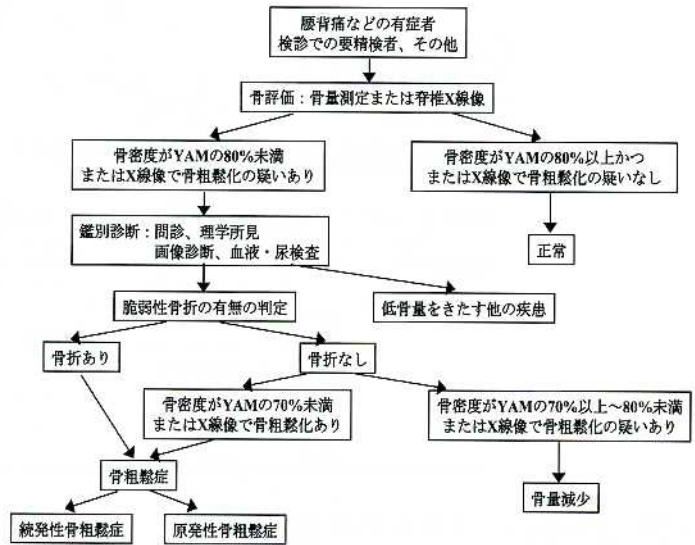 腰背痛などの有症者
検診での要精検者、その他
骨評価：骨量測定または脊椎X線像
骨密度がYAMの80%未満
またはX線像で骨粗鬆化の疑いあり
骨密度がYAMの80%以上かつ
またはX線像で骨粗鬆化の疑いなし
鑑別診断：問診、理学所見
画像診断、血液・尿検査
正常
脆弱性骨折の有無の判定
低骨量をきたす他の疾患
骨折あり
骨折なし
骨密度がYAMの70%未満
またはX線像で骨粗鬆化あり
骨密度がYAMの70%以上～80%未満
またはX線像で骨粗鬆化の疑いあり
骨粗鬆症
骨量減少
続発性骨粗鬆症
原発性骨粗鬆症